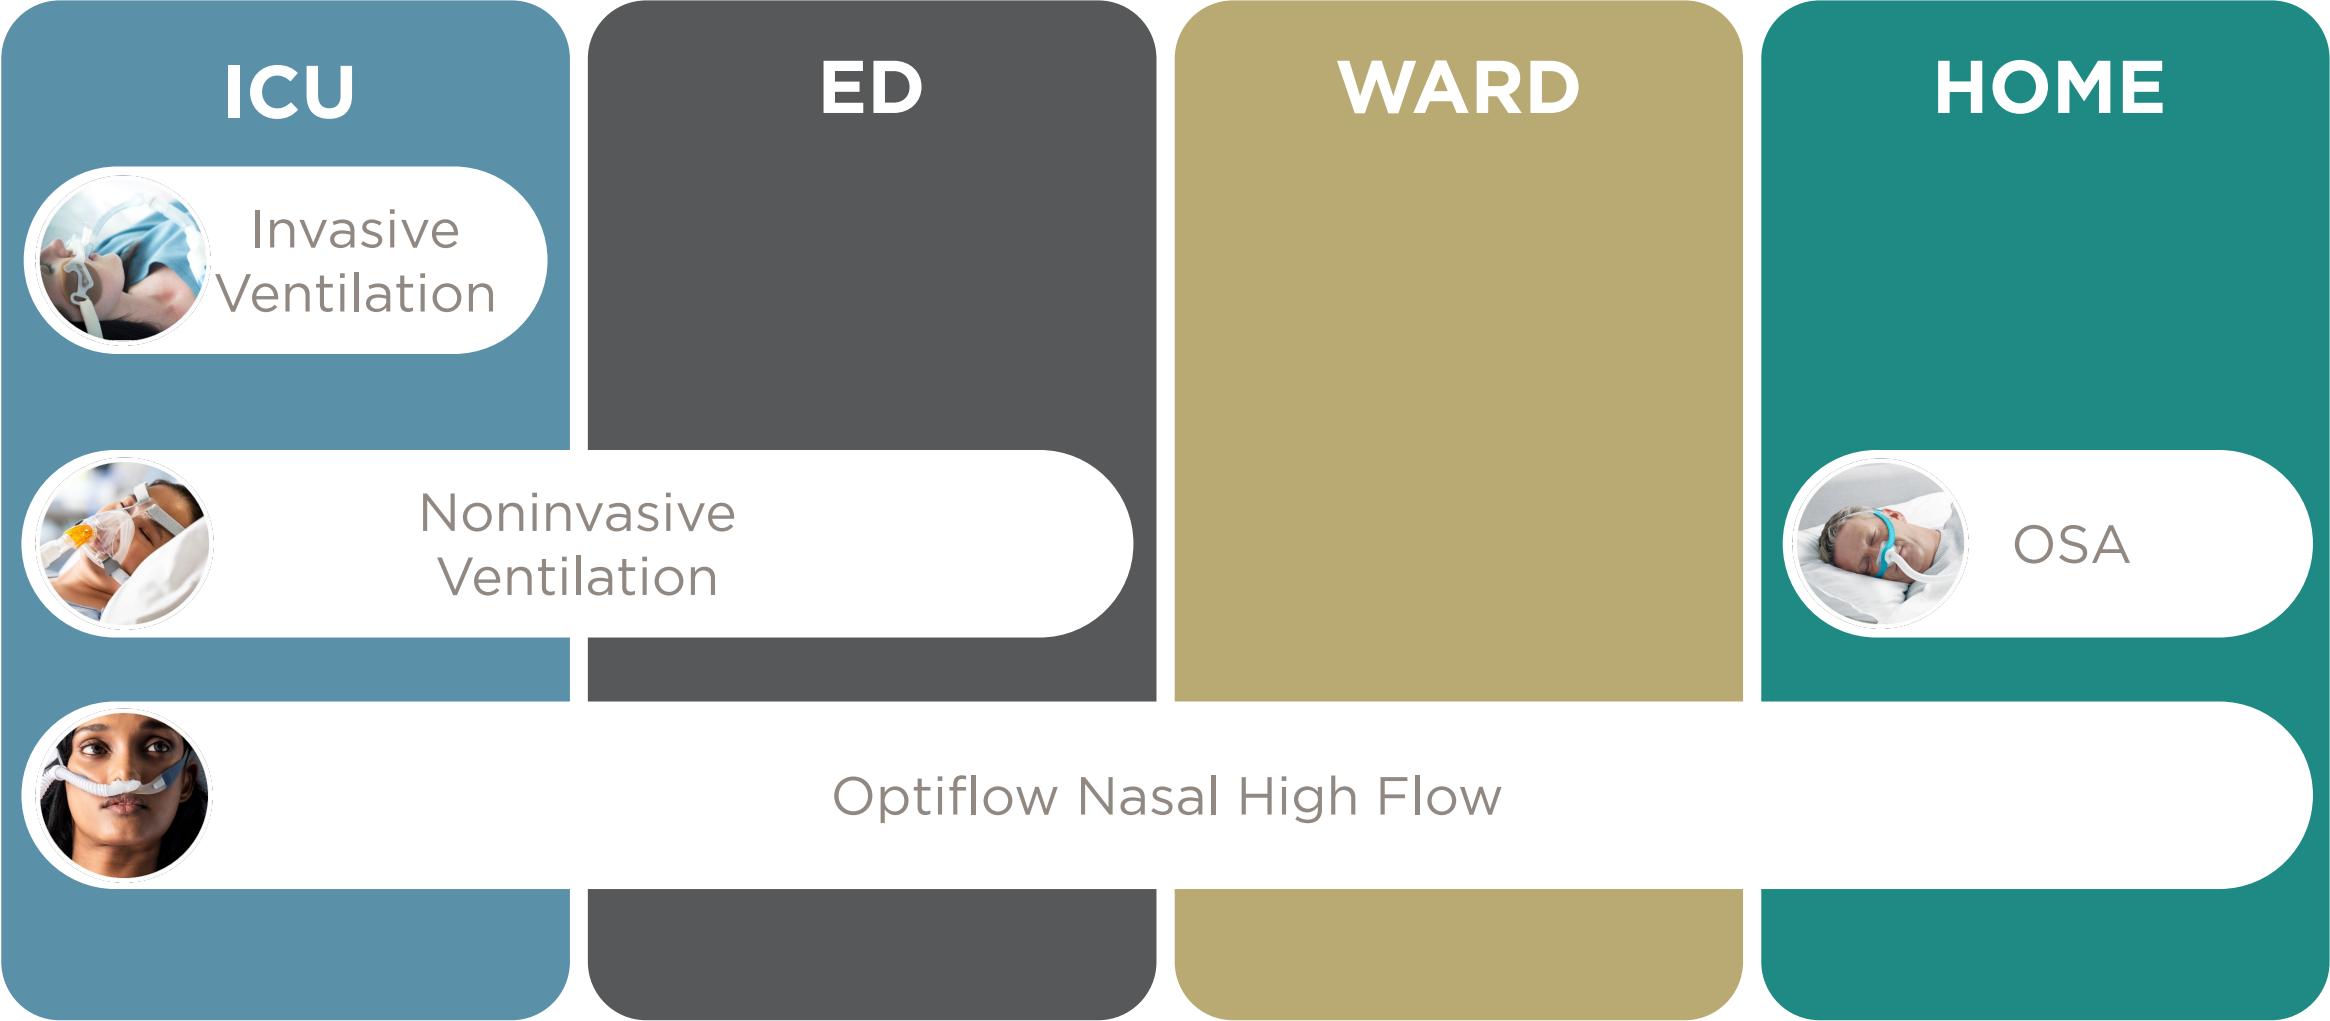 ICU
ED
WARD
HOME
Invasive
Ventilation
Noninvasive
Ventilation
OSA
Optiflow Nasal High Flow